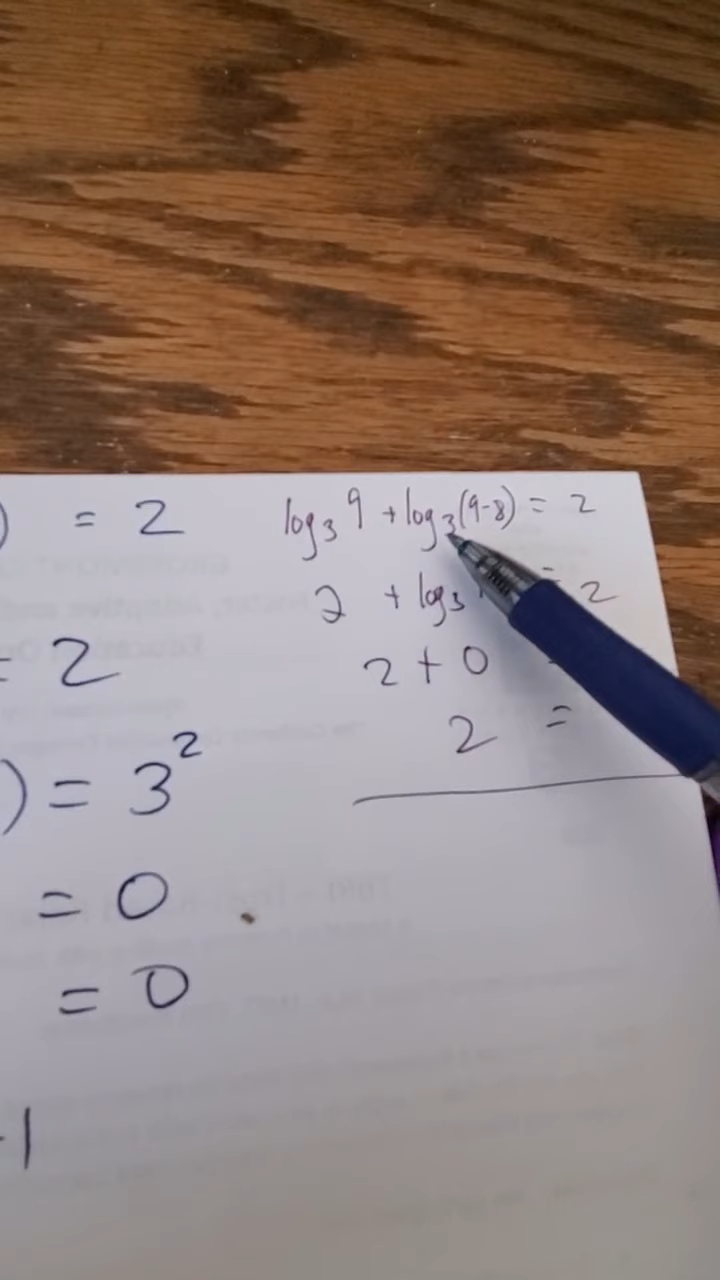 ) = 2
= 2
) = 3²
= 0
= 0
-1
log₃ 9 + log₃(9-8) = 2
2 + log₃ = 2
2 + 0 =
2 =